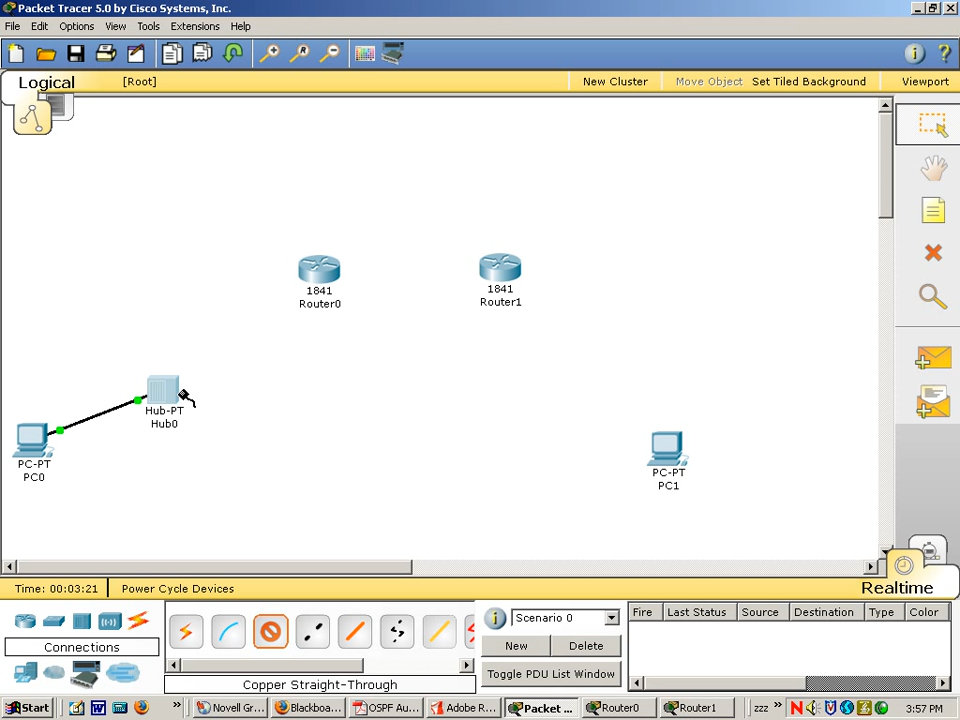 Packet Tracer 5.0 by Cisco Systems, Inc.
File Edit Options View Tools Extensions Help
Logical [Root] New Cluster Move Object Set Tiled Background Viewport
1841
Router0
1841
Router1
Hub-PT
Hub0
PC-PT
PC0
PC-PT
PC1
Time: 00:03:21 Power Cycle Devices Realtime
Connections
Copper Straight-Through
Scenario 0
New Delete
Toggle PDU List Window
Fire Last Status Source Destination Type Color
Start Novell Gr... Blackboa... OSPF Au... Adobe R... Packet ... Router0 Router1 zzz » 3:57 PM